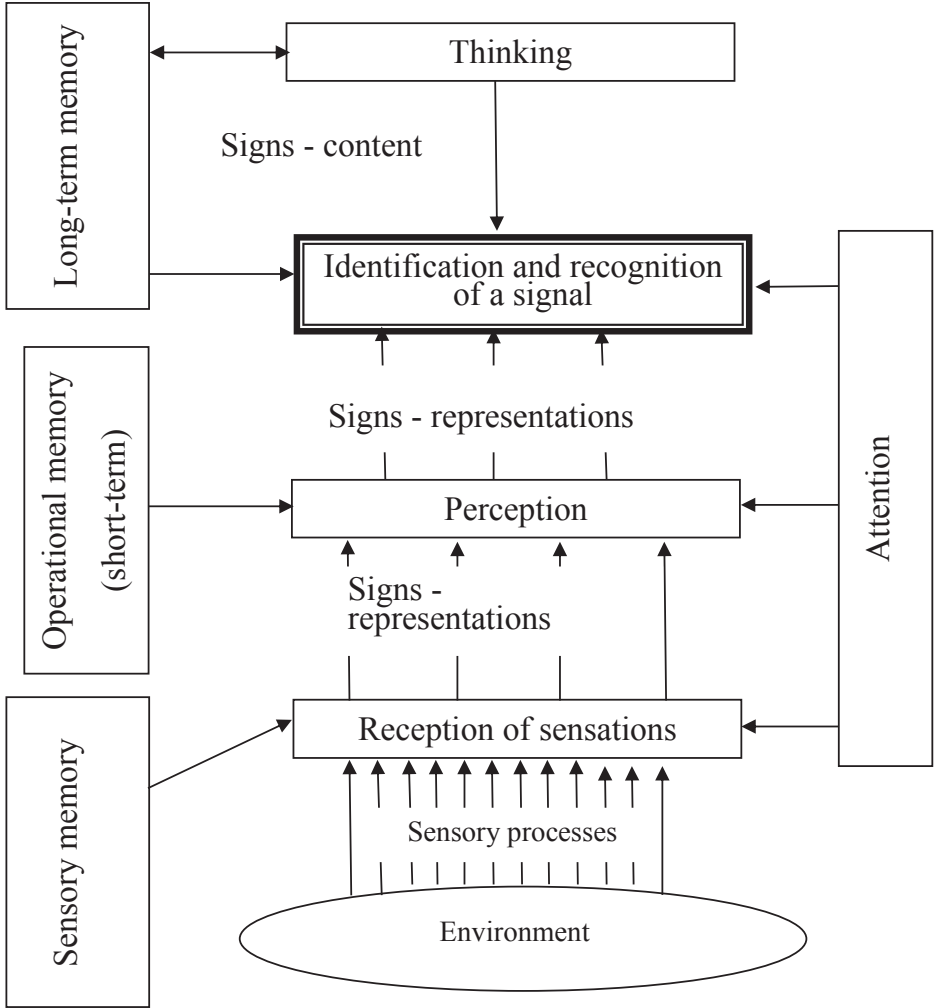 Long-term memory
Thinking
Signs - content
Identification and recognition
of a signal
Signs - representations
Operational memory
(short-term)
Perception
Attention
Signs -
representations
Reception of sensations
Sensory memory
Sensory processes
Environment